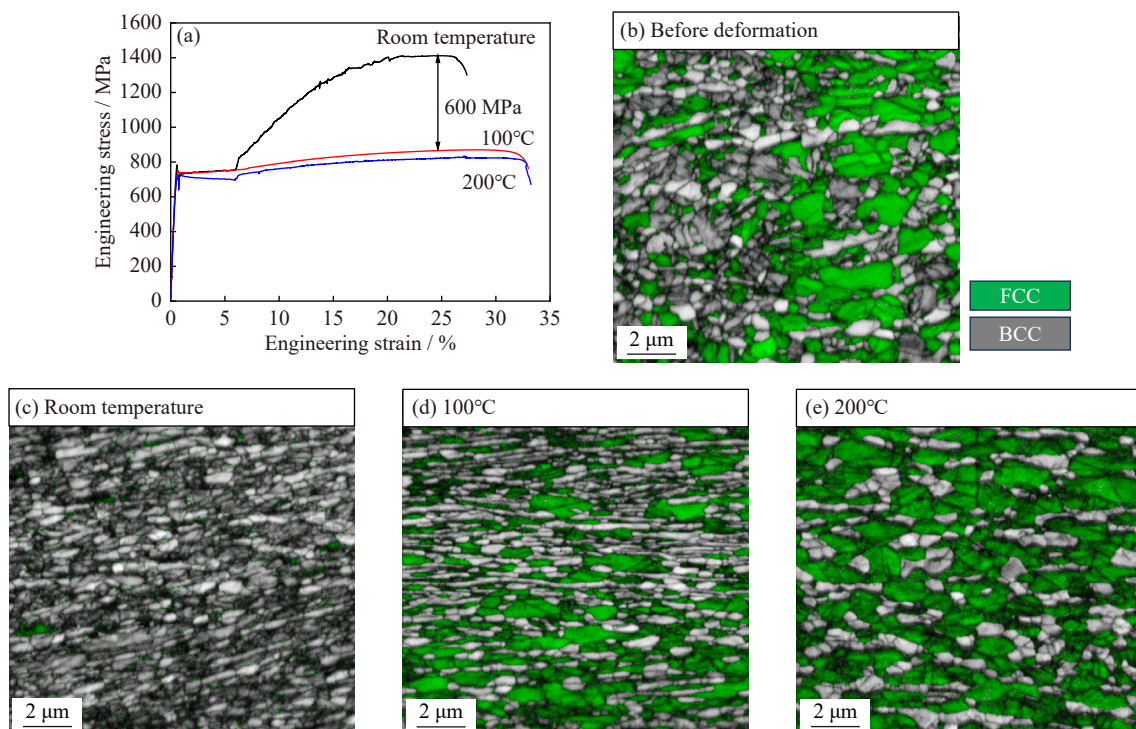 (a)
Room temperature
600 MPa
100°C
200°C
Engineering stress / MPa
1600
1400
1200
1000
800
600
400
200
0
0 5 10 15 20 25 30 35
Engineering strain / %
(b) Before deformation
2 μm
FCC
BCC
(c) Room temperature
2 μm
(d) 100°C
2 μm
(e) 200°C
2 μm